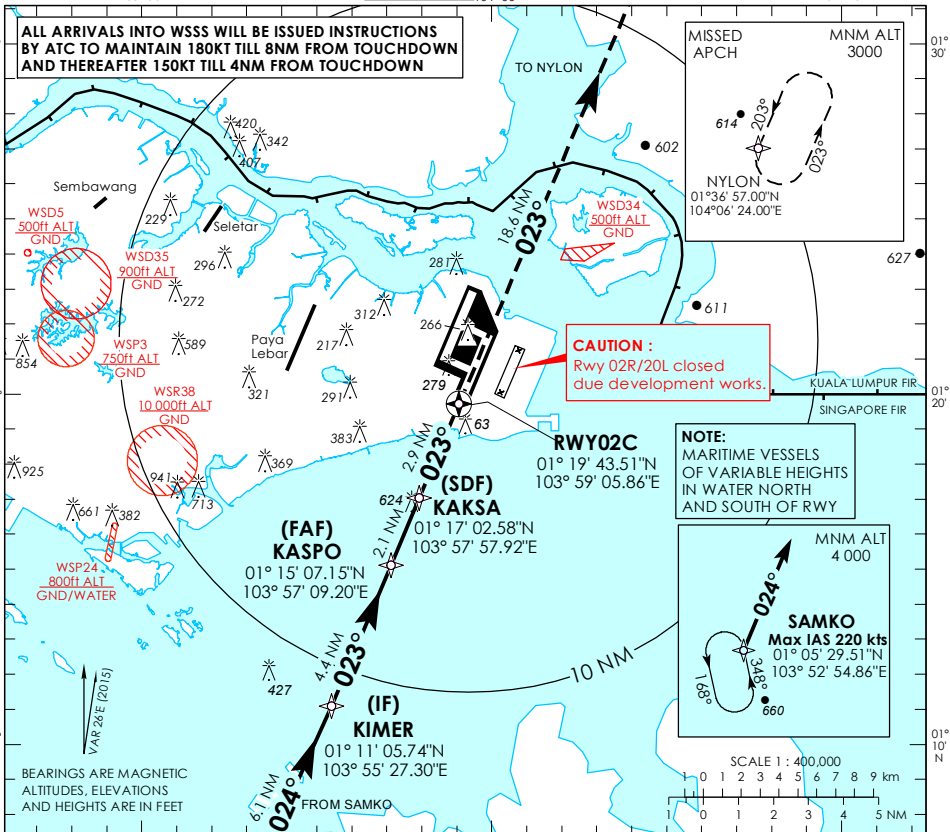 ALL ARRIVALS INTO WSSS WILL BE ISSUED INSTRUCTIONS
BY ATC TO MAINTAIN 180KT TILL 8NM FROM TOUCHDOWN
AND THEREAFTER 150KT TILL 4NM FROM TOUCHDOWN
TO NYLON
MISSED
APCH
MNM ALT
3000
614
203°
023°
NYLON
01°36' 57.00"N
104°06' 24.00"E
01°
30'
420
342
407
602
Sembawang
229
Seletar
WSD5
500ft ALT
GND
WSD35
900ft ALT
GND
296
272
18.6 NM
023°
WSD34
500ft ALT
GND
281
627
611
312
266
217
Paya
Lebar
589
854
WSP3
750ft ALT
GND
321
291
279
CAUTION :
Rwy 02R/20L closed
due development works.
KUALA LUMPUR FIR
SINGAPORE FIR
01°
20'
WSR38
10 000ft ALT
GND
383
63
RWY02C
01° 19' 43.51"N
103° 59' 05.86"E
NOTE:
MARITIME VESSELS
OF VARIABLE HEIGHTS
IN WATER NORTH
AND SOUTH OF RWY
925
941
713
369
2.9 NM
023°
624
(SDF)
KAKSA
01° 17' 02.58"N
103° 57' 57.92"E
661
382
(FAF)
KASPO
01° 15' 07.15"N
103° 57' 09.20"E
2.1 NM
WSP24
800ft ALT
GND/WATER
MNM ALT
4 000
024°
SAMKO
Max IAS 220 kts
01° 05' 29.51"N
103° 52' 54.86"E
168°
348°
660
4.4 NM
023°
427
10 NM
(IF)
KIMER
01° 11' 05.74"N
103° 55' 27.30"E
VAR 26'E (2015)
BEARINGS ARE MAGNETIC
ALTITUDES, ELEVATIONS
AND HEIGHTS ARE IN FEET
6.1 NM
024°
FROM SAMKO
01°
10'
N
SCALE 1 : 400,000
1 0 1 2 3 4 5 6 7 8 9 km
1 0 1 2 3 4 5 NM